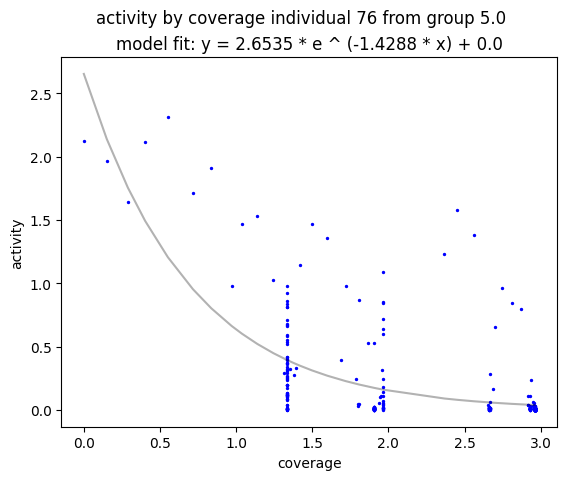 activity by coverage individual 76 from group 5.0
model fit: y = 2.6535 * e ^ (-1.4288 * x) + 0.0
2.5
2.0
1.5
1.0
0.5
0.0
activity
0.0 0.5 1.0 1.5 2.0 2.5 3.0
coverage